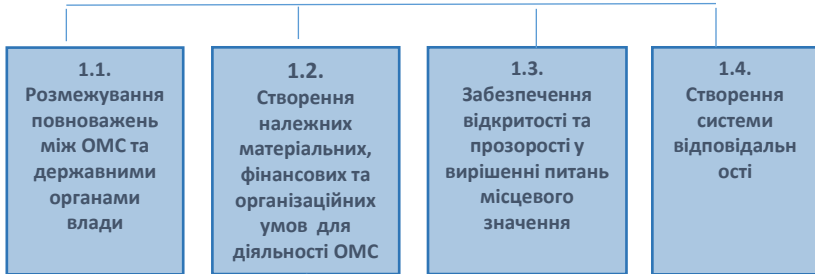 1.1.
Розмежування
повноважень
між ОМС та
державними
органами
влади
1.2.
Створення
належних
матеріальних,
фінансових та
організаційних
умов для
діяльності ОМС
1.3.
Забезпечення
відкритості та
прозорості у
вирішенні питань
місцевого
значення
1.4.
Створення
системи
відповідальн
ості